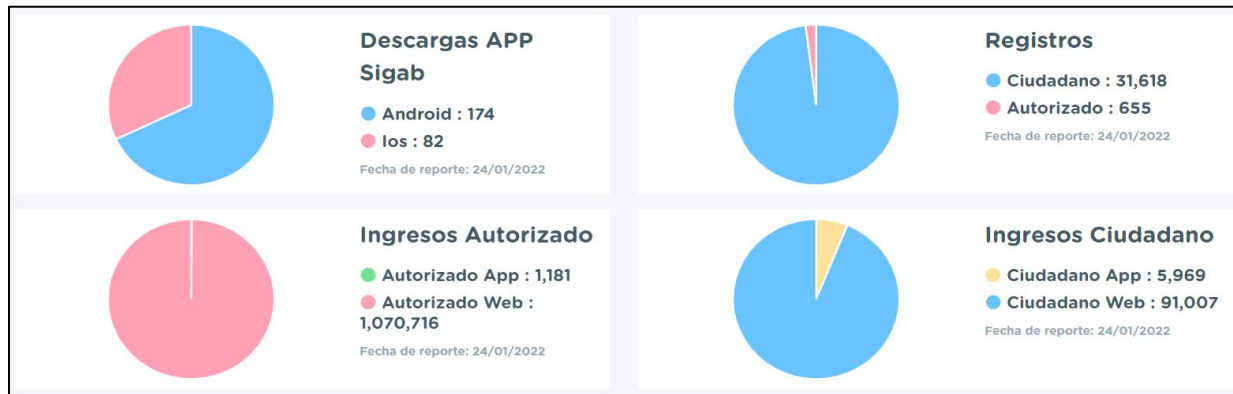 Descargas APP
Sigab
Android : 174
Ios : 82
Fecha de reporte: 24/01/2022
Registros
Ciudadano : 31,618
Autorizado : 655
Fecha de reporte: 24/01/2022
Ingresos Autorizado
Autorizado App : 1,181
Autorizado Web :
1,070,716
Fecha de reporte: 24/01/2022
Ingresos Ciudadano
Ciudadano App : 5,969
Ciudadano Web : 91,007
Fecha de reporte: 24/01/2022